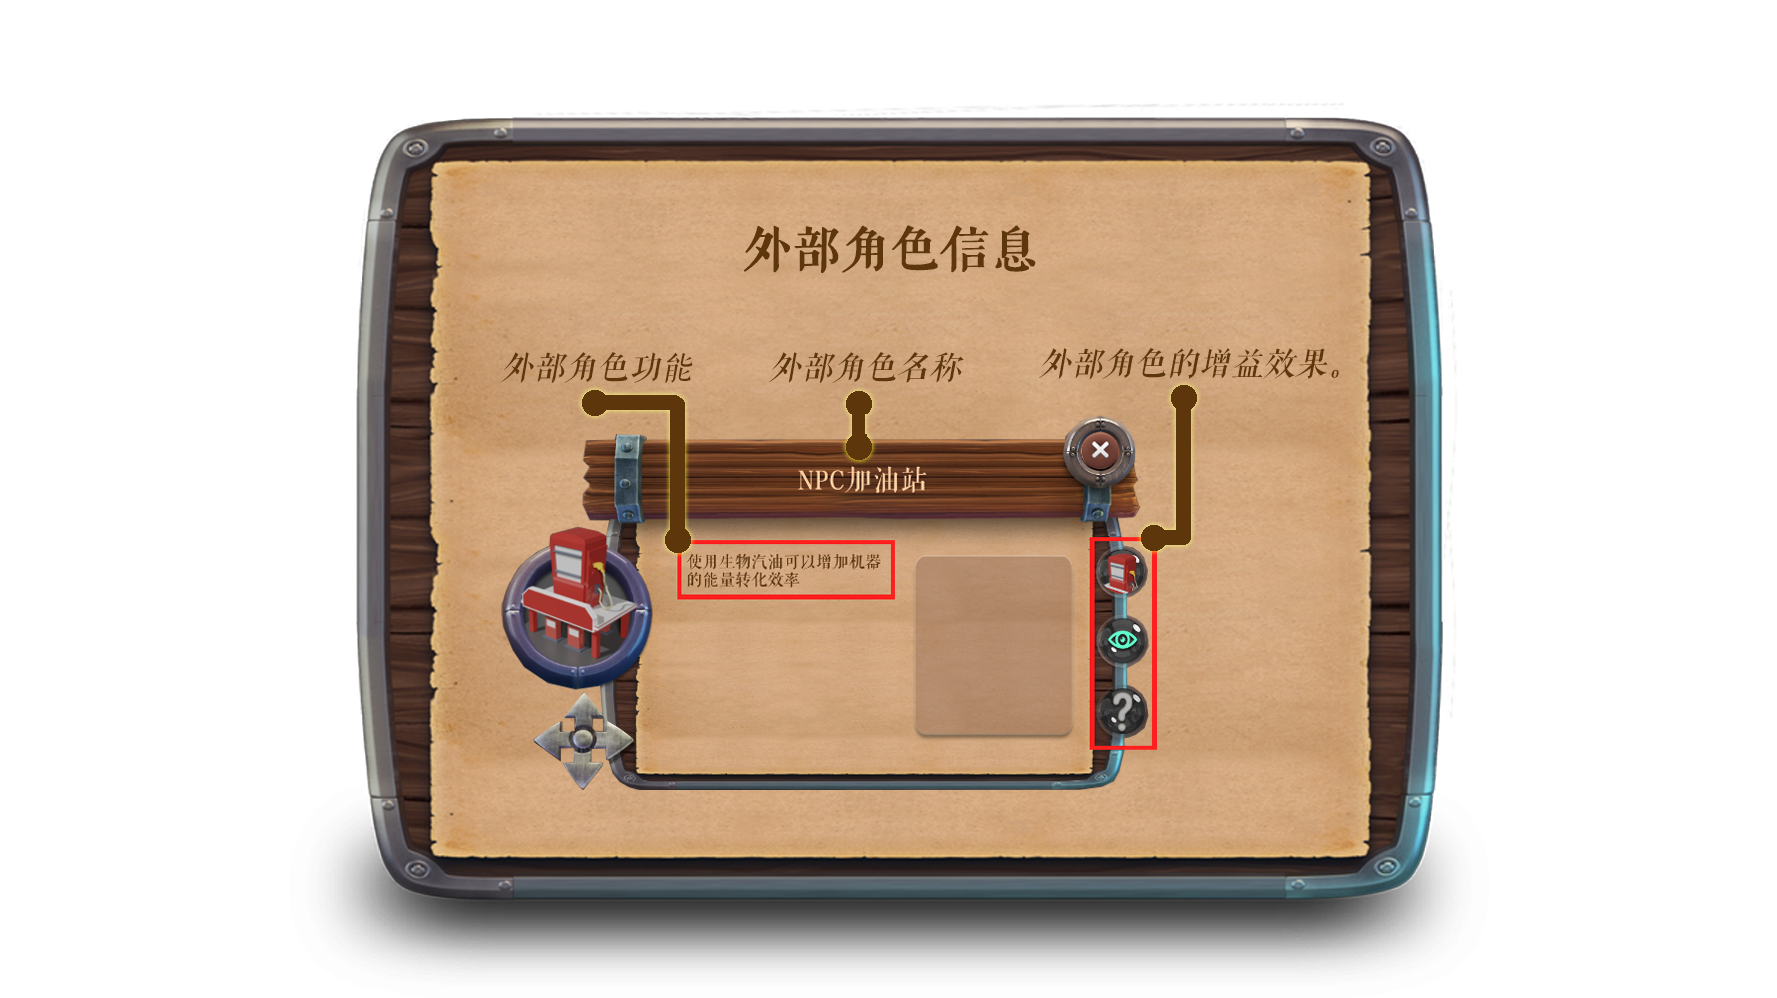 外部角色信息
外部角色功能
外部角色名称
外部角色的增益效果。
NPC加油站
使用生物汽油可以增加机器
的能量转化效率